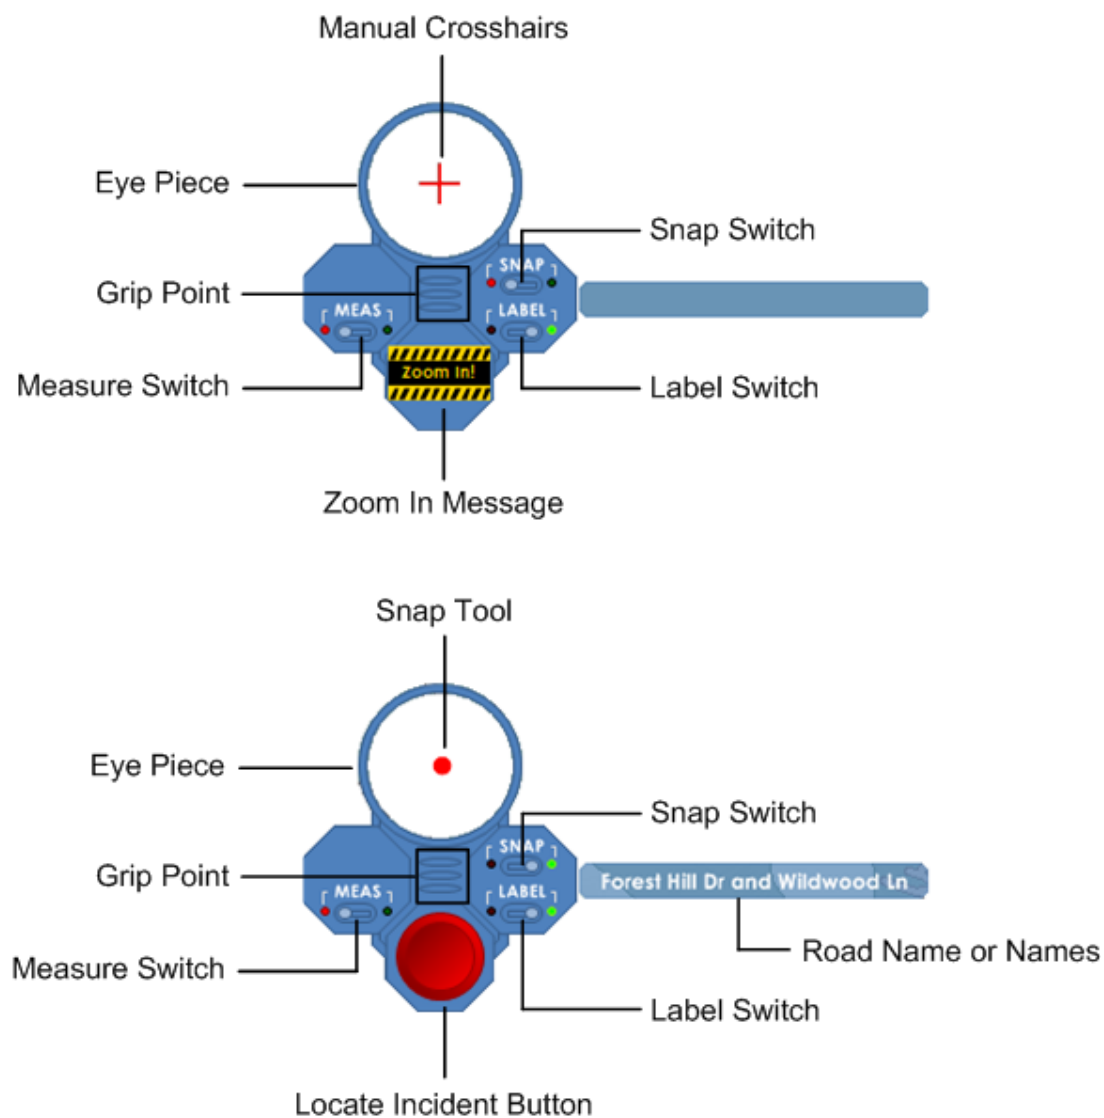 Manual Crosshairs
Eye Piece
Snap Switch
SNAP
Grip Point
MEAS
LABEL
Measure Switch
Zoom In!
Label Switch
Zoom In Message
Snap Tool
Eye Piece
Snap Switch
SNAP
Grip Point
Forest Hill Dr and Wildwood Ln
MEAS
LABEL
Road Name or Names
Measure Switch
Label Switch
Locate Incident Button